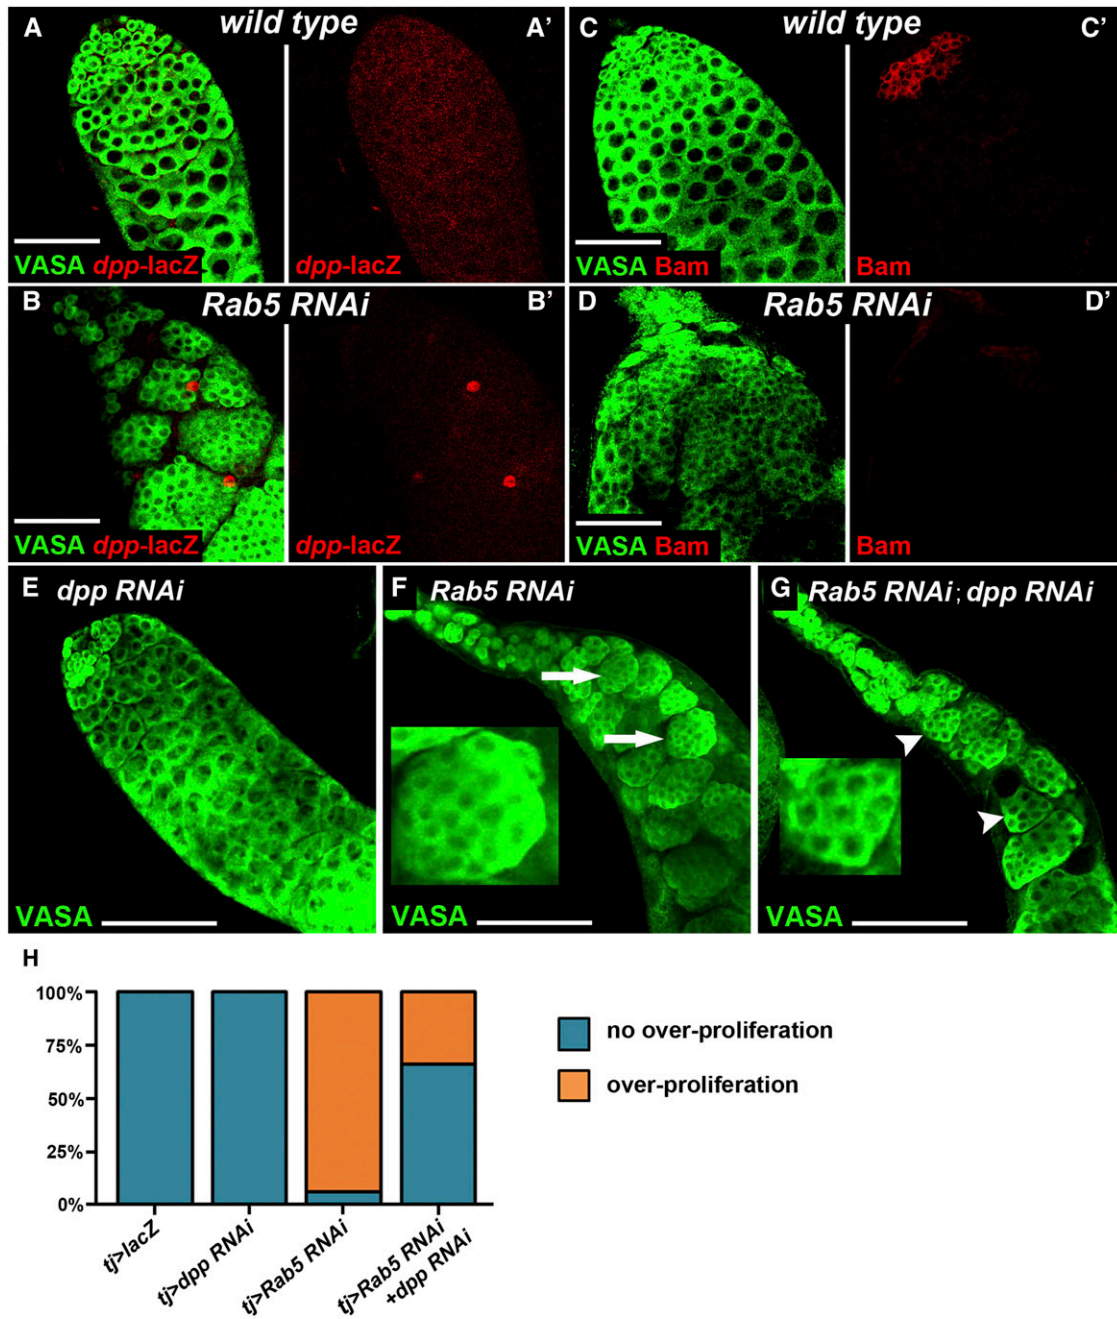 A wild type A'
VASA dpp-lacZ dpp-lacZ
C wild type C'
VASA Bam Bam
B Rab5 RNAi B'
VASA dpp-lacZ dpp-lacZ
D Rab5 RNAi D'
VASA Bam Bam
E dpp RNAi
VASA
F Rab5 RNAi
VASA
G Rab5 RNAi; dpp RNAi
VASA
H
100%
75%
50%
25%
0%
tj>lacZ
tj>dpp RNAi
tj>Rab5 RNAi
tj>Rab5 RNAi
+dpp RNAi
no over-proliferation
over-proliferation